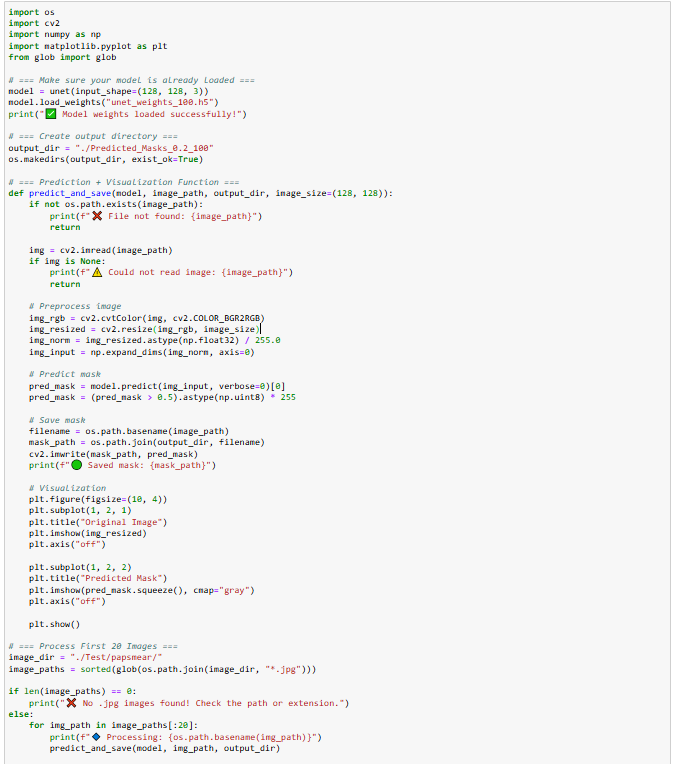 import os
import cv2
import numpy as np
import matplotlib.pyplot as plt
from glob import glob

# === Make sure your model is already loaded ===
model = unet(input_shape=(128, 128, 3))
model.load_weights("unet_weights_100.h5")
print("✅ Model weights loaded successfully!")

# === Create output directory ===
output_dir = "./Predicted_Masks_0.2_100"
os.makedirs(output_dir, exist_ok=True)

# === Prediction + Visualization Function ===
def predict_and_save(model, image_path, output_dir, image_size=(128, 128)):
    if not os.path.exists(image_path):
        print(f"❌ File not found: {image_path}")
        return

    img = cv2.imread(image_path)
    if img is None:
        print(f"⚠️ Could not read image: {image_path}")
        return

    # Preprocess image
    img_rgb = cv2.cvtColor(img, cv2.COLOR_BGR2RGB)
    img_resized = cv2.resize(img_rgb, image_size)
    img_norm = img_resized.astype(np.float32) / 255.0
    img_input = np.expand_dims(img_norm, axis=0)

    # Predict mask
    pred_mask = model.predict(img_input, verbose=0)[0]
    pred_mask = (pred_mask > 0.5).astype(np.uint8) * 255

    # Save mask
    filename = os.path.basename(image_path)
    mask_path = os.path.join(output_dir, filename)
    cv2.imwrite(mask_path, pred_mask)
    print(f"🟢 Saved mask: {mask_path}")

    # Visualization
    plt.figure(figsize=(10, 4))
    plt.subplot(1, 2, 1)
    plt.title("Original Image")
    plt.imshow(img_resized)
    plt.axis("off")

    plt.subplot(1, 2, 2)
    plt.title("Predicted Mask")
    plt.imshow(pred_mask.squeeze(), cmap="gray")
    plt.axis("off")

    plt.show()

# === Process First 20 Images ===
image_dir = "./Test/papsmear/"
image_paths = sorted(glob(os.path.join(image_dir, "*.jpg")))

if len(image_paths) == 0:
    print("❌ No .jpg images found! Check the path or extension.")
else:
    for img_path in image_paths[:20]:
        print(f"🔹 Processing: {os.path.basename(img_path)}")
        predict_and_save(model, img_path, output_dir)